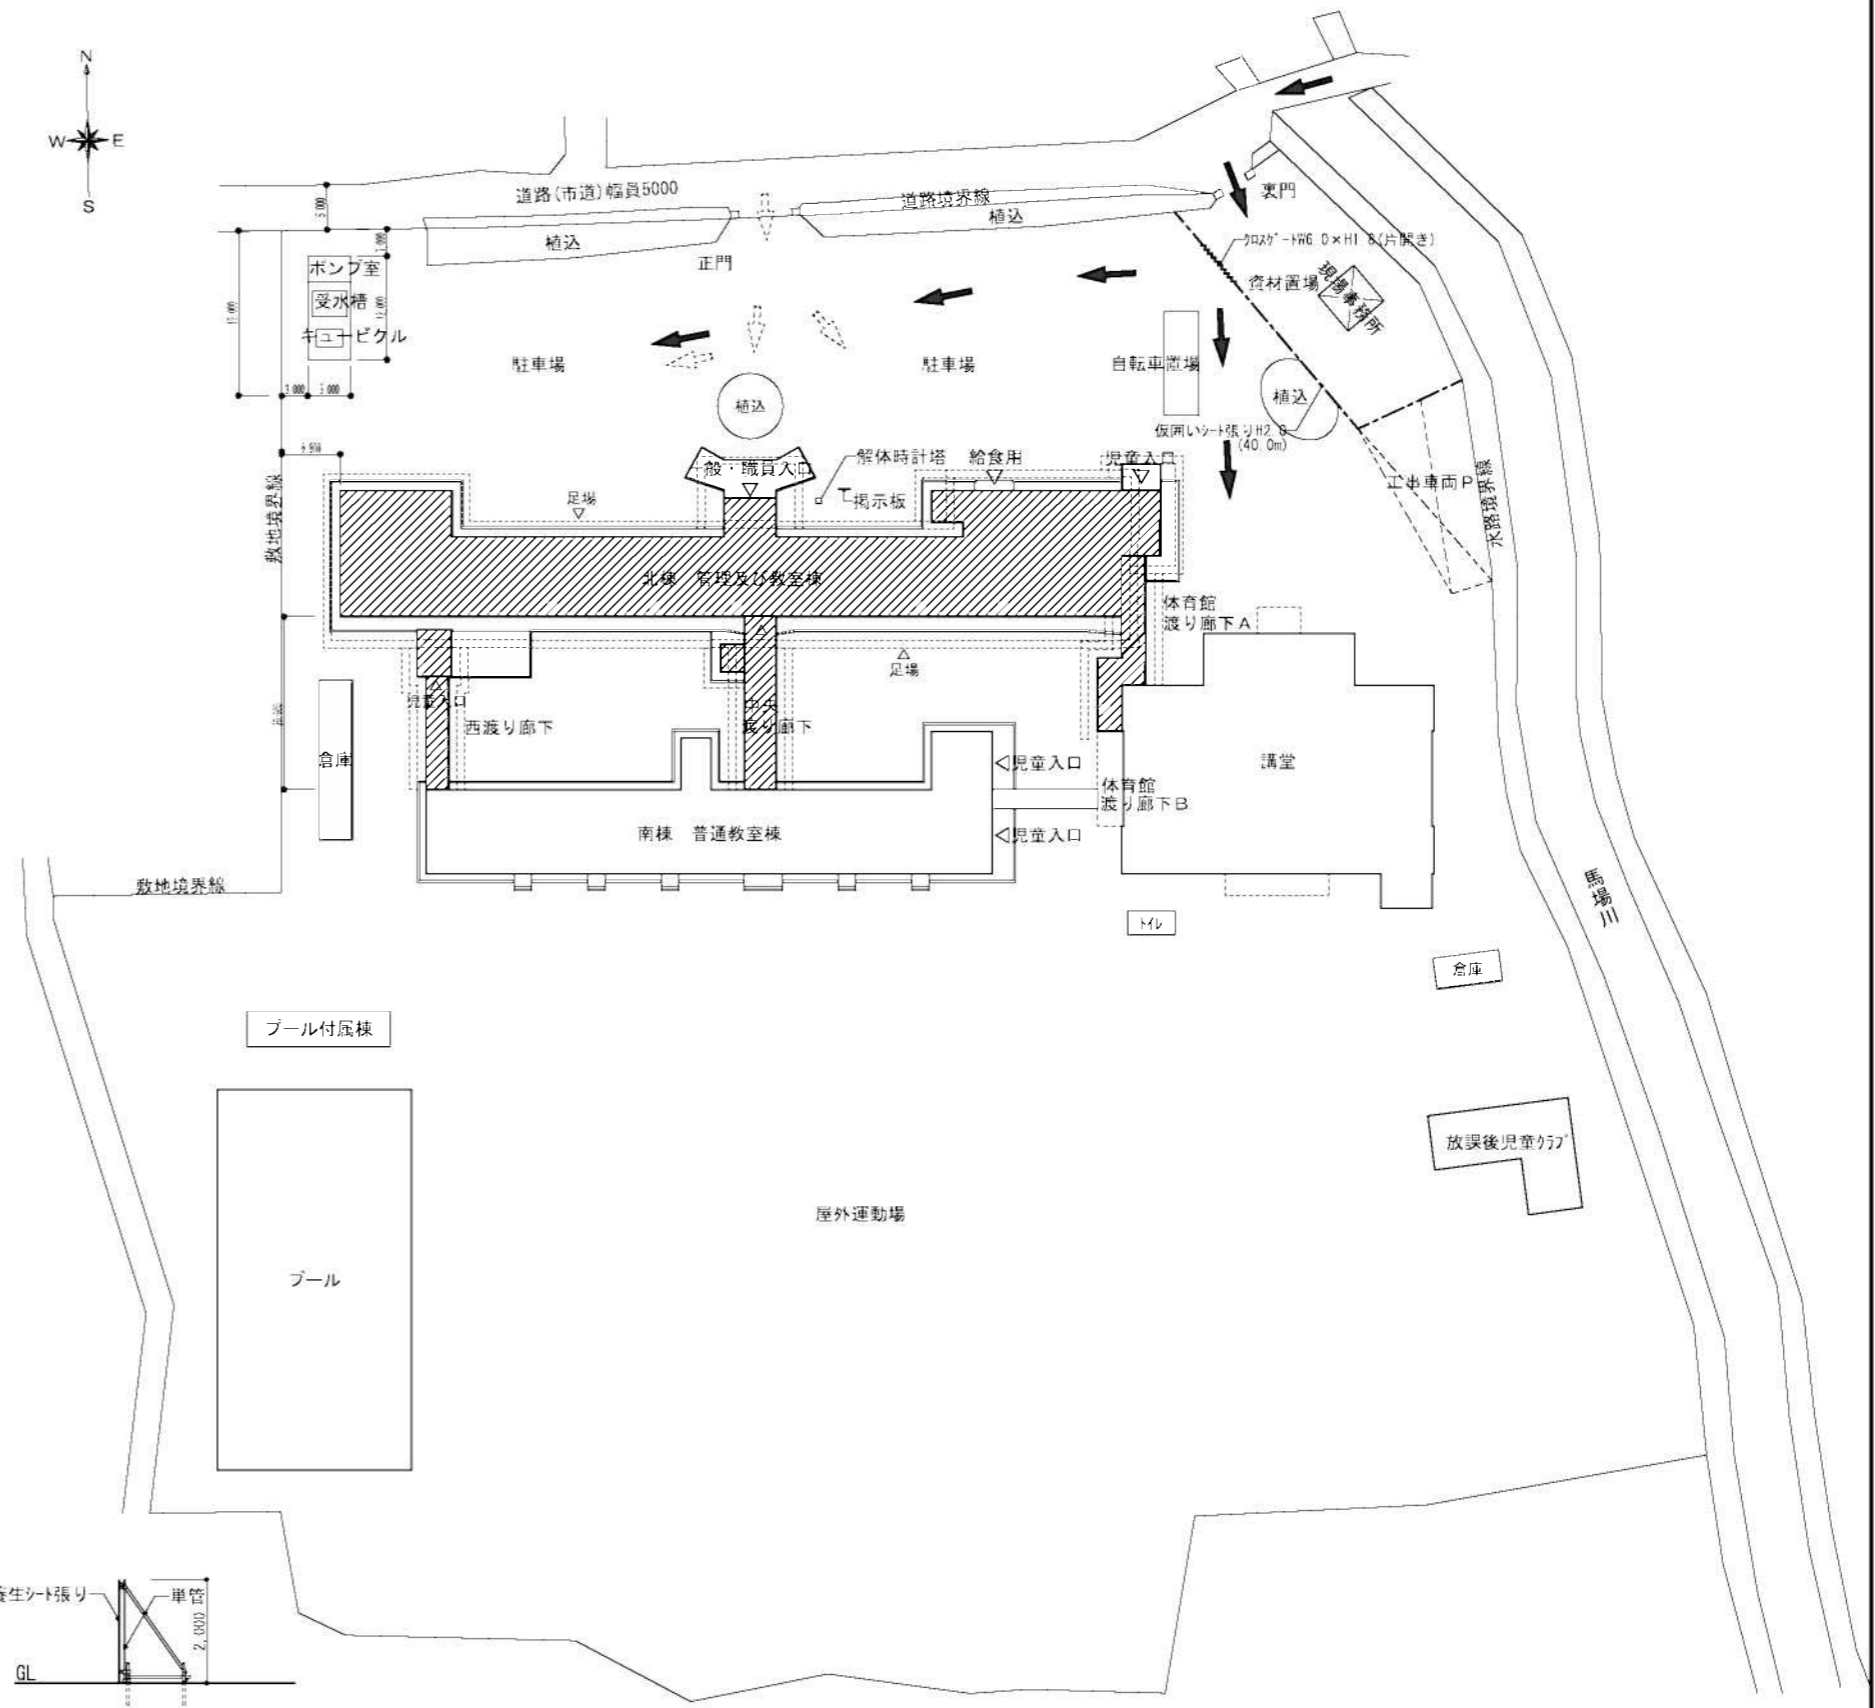 N
W
E
S
道路(市道)幅員5000
道路境界線
裏門
植込
植込
正門
5,000
ポンプ室
受水槽
キュービクル
クロスゲートW6.0×H1.8(片開き)
資材置場
現場事務所
駐車場
駐車場
自転車置場
植込
植込
仮囲いシート張りH2.0
(40.0m)
敷地境界線
一般・職員入口
解体時計塔
給食用
児童入口
足場
掲示板
工事車両P
水路境界線
北棟 管理及び教室棟
体育館
渡り廊下A
足場
児童入口
西渡り廊下
中央
渡り廊下
倉庫
児童入口
講堂
体育館
渡り廊下B
南棟 普通教室棟
児童入口
敷地境界線
馬場川
トイレ
倉庫
プール付属棟
放課後児童クラブ
屋外運動場
プール
養生シート張り
単管
2,000
GL